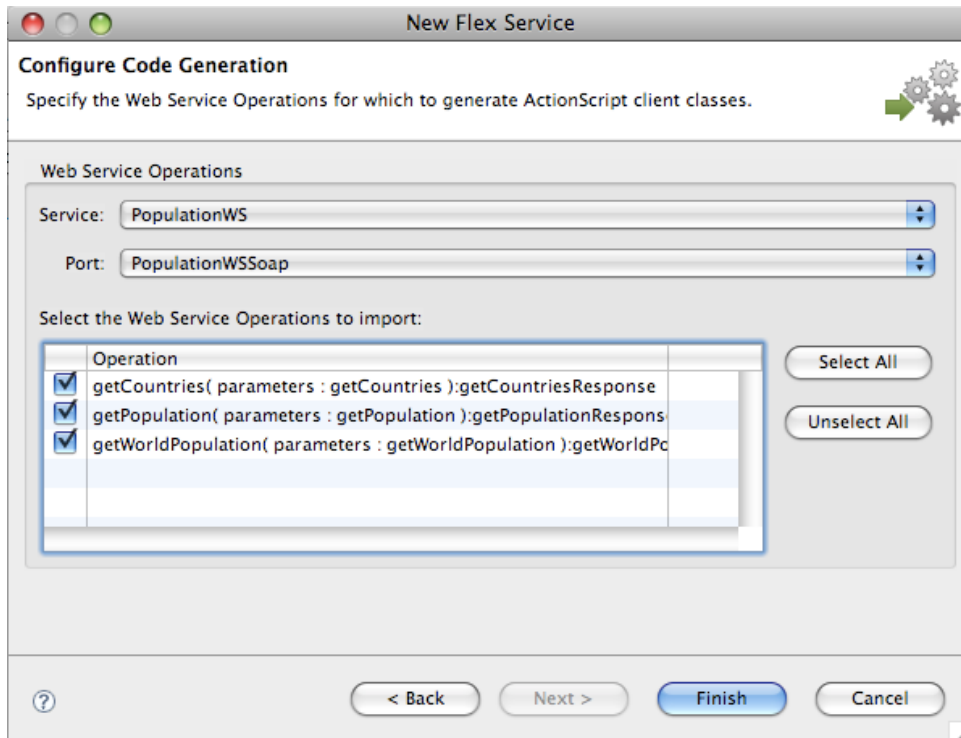 New Flex Service
Configure Code Generation
Specify the Web Service Operations for which to generate ActionScript client classes.
Web Service Operations
Service: PopulationWS
Port: PopulationWSSoap
Select the Web Service Operations to import:
Operation
getCountries( parameters : getCountries ):getCountriesResponse
getPopulation( parameters : getPopulation ):getPopulationRespons
getWorldPopulation( parameters : getWorldPopulation ):getWorldPo
Select All
Unselect All
?
< Back Next > Finish Cancel